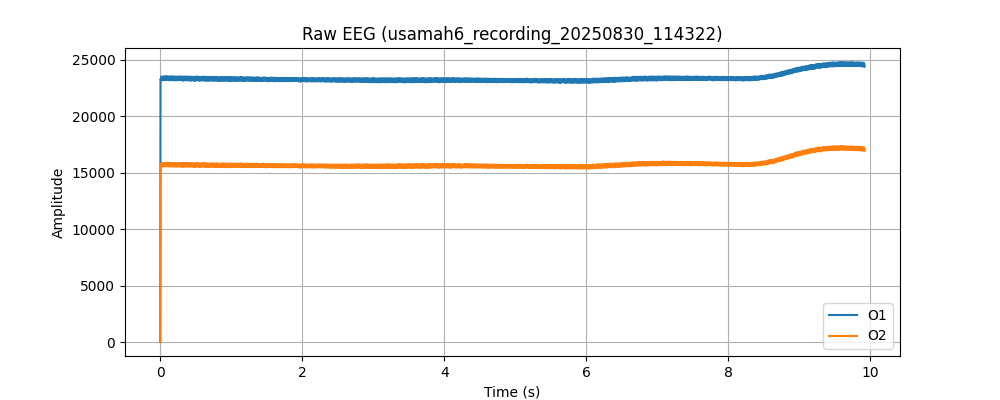 Raw EEG (usamah6_recording_20250830_114322)
25000
20000
15000
10000
5000
0
Amplitude
0 2 4 6 8 10
Time (s)
O1
O2